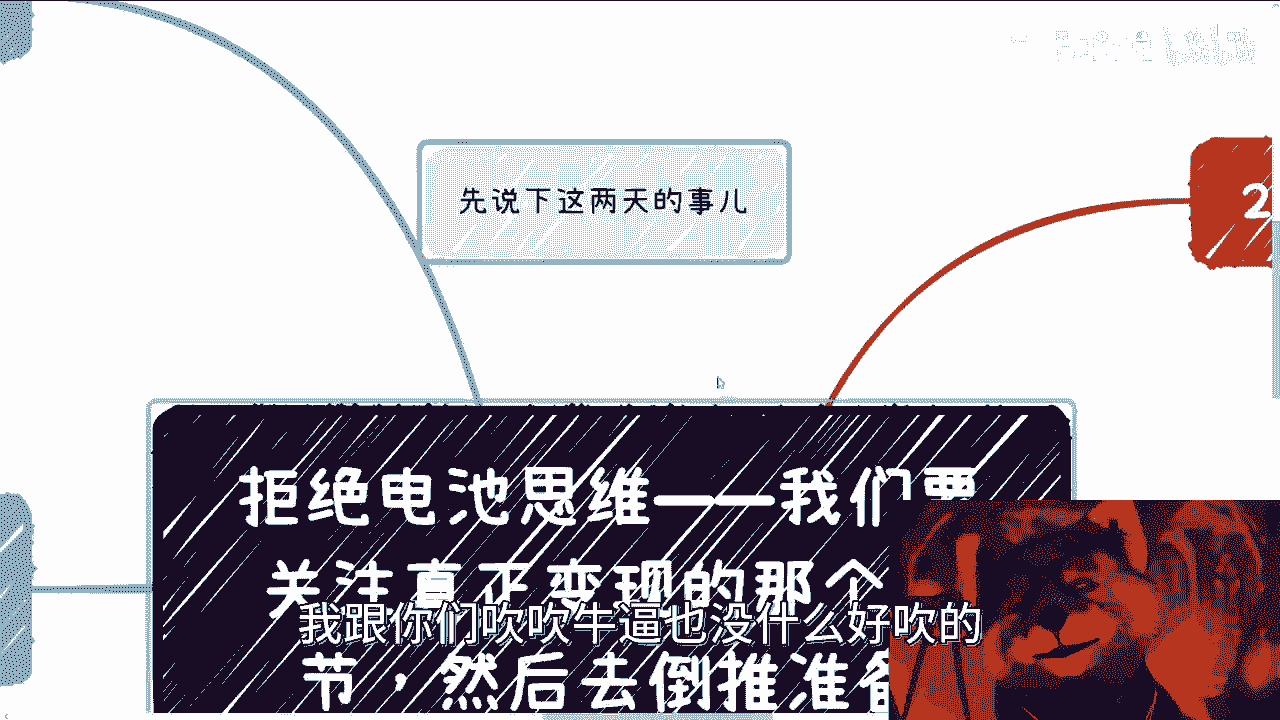 先说下这两天的事儿
2
拒绝电池思维——我们要
关注真正变现的那个
我跟你们吹吹牛逼也没什么好吹的
节，然后去倒推准备